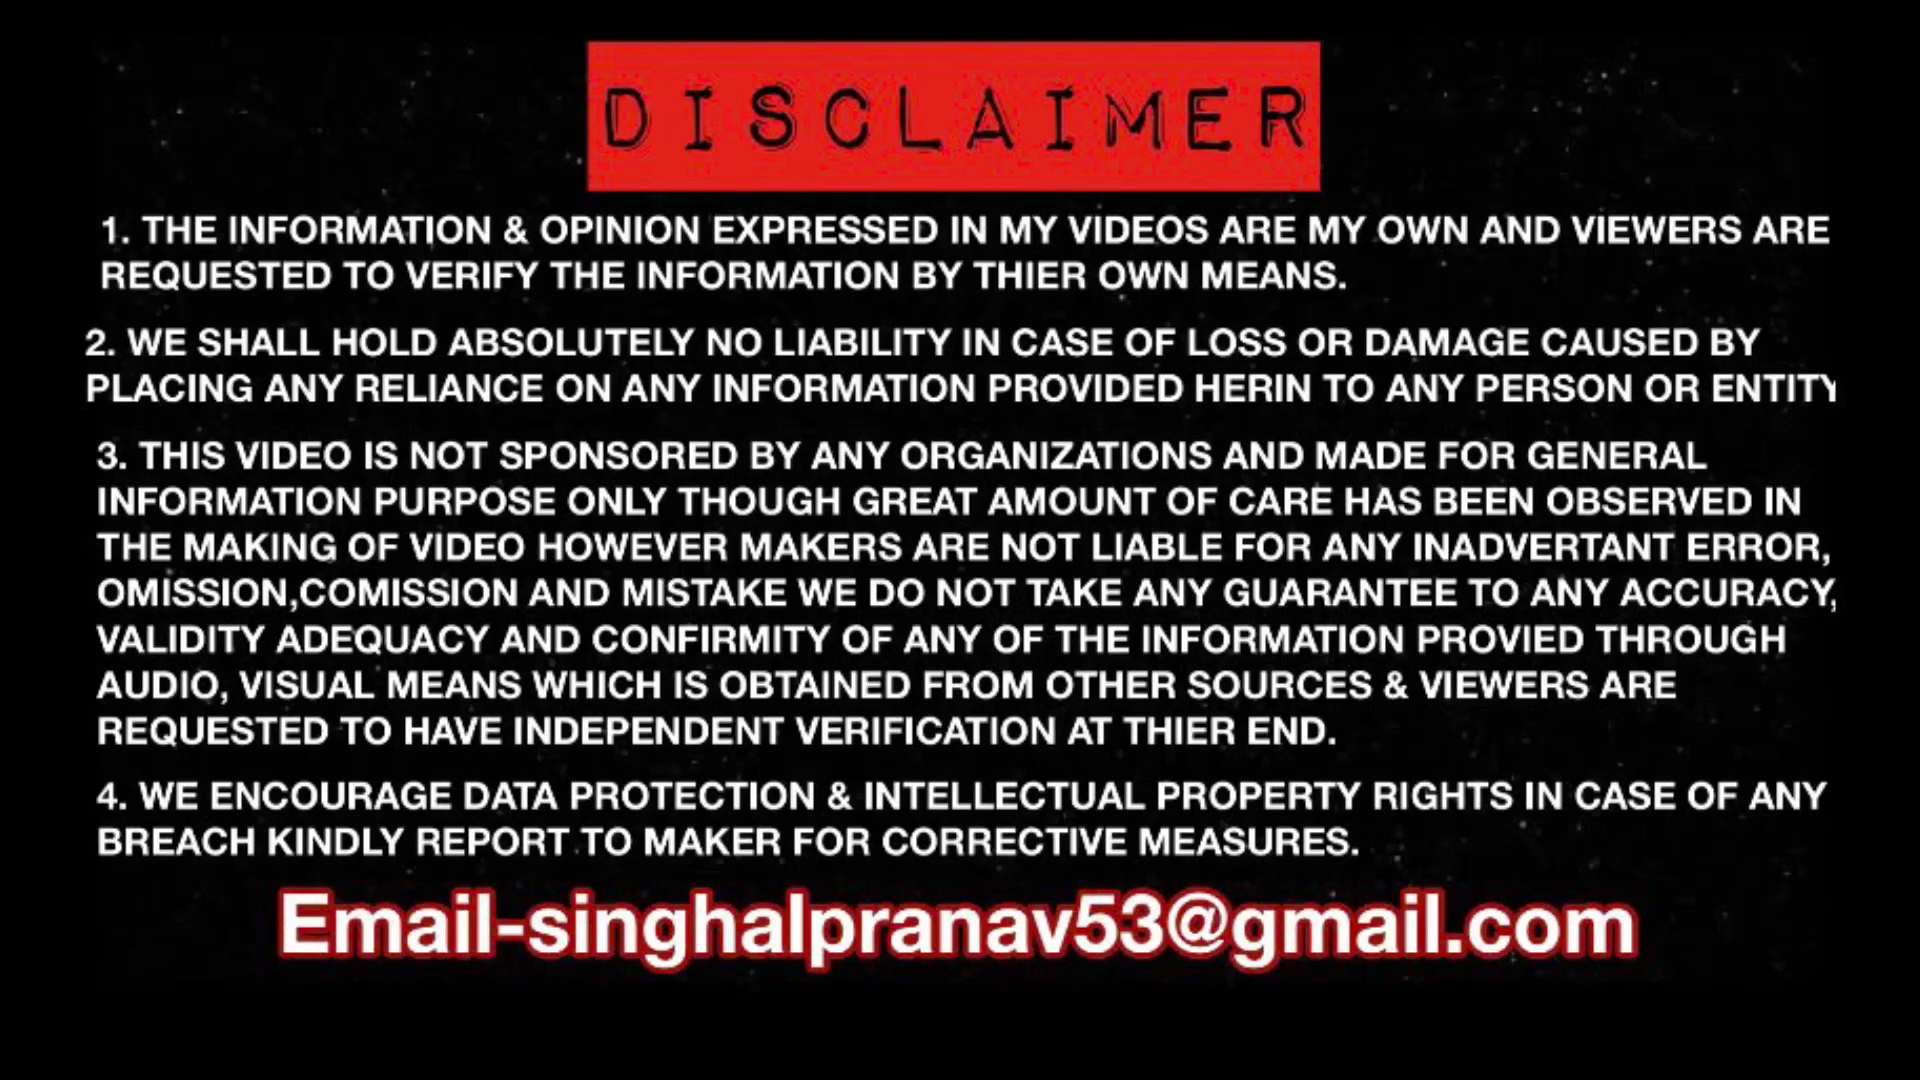 DISCLAIMER
1. THE INFORMATION & OPINION EXPRESSED IN MY VIDEOS ARE MY OWN AND VIEWERS ARE
REQUESTED TO VERIFY THE INFORMATION BY THIER OWN MEANS.
2. WE SHALL HOLD ABSOLUTELY NO LIABILITY IN CASE OF LOSS OR DAMAGE CAUSED BY
PLACING ANY RELIANCE ON ANY INFORMATION PROVIDED HERIN TO ANY PERSON OR ENTITY
3. THIS VIDEO IS NOT SPONSORED BY ANY ORGANIZATIONS AND MADE FOR GENERAL
INFORMATION PURPOSE ONLY THOUGH GREAT AMOUNT OF CARE HAS BEEN OBSERVED IN
THE MAKING OF VIDEO HOWEVER MAKERS ARE NOT LIABLE FOR ANY INADVERTANT ERROR,
OMISSION,COMISSION AND MISTAKE WE DO NOT TAKE ANY GUARANTEE TO ANY ACCURACY,
VALIDITY ADEQUACY AND CONFIRMITY OF ANY OF THE INFORMATION PROVIED THROUGH
AUDIO, VISUAL MEANS WHICH IS OBTAINED FROM OTHER SOURCES & VIEWERS ARE
REQUESTED TO HAVE INDEPENDENT VERIFICATION AT THIER END.
4. WE ENCOURAGE DATA PROTECTION & INTELLECTUAL PROPERTY RIGHTS IN CASE OF ANY
BREACH KINDLY REPORT TO MAKER FOR CORRECTIVE MEASURES.
Email-singhalpranav53@gmail.com